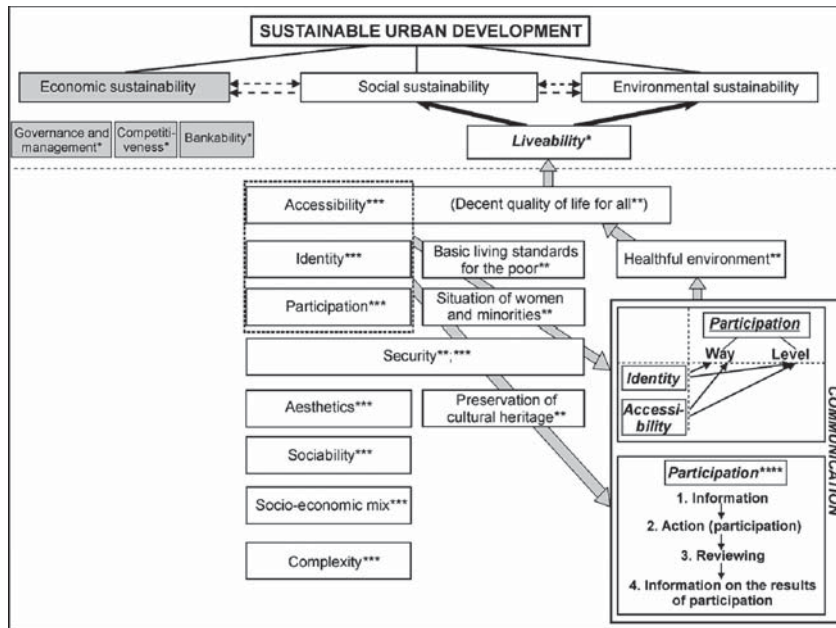 SUSTAINABLE URBAN DEVELOPMENT
Economic sustainability
Social sustainability
Environmental sustainability
Governance and
management*
Competiti-
veness*
Bankability*
Liveability*
Accessibility***
(Decent quality of life for all**)
Identity***
Basic living standards
for the poor**
Healthful environment**
Participation***
Situation of women
and minorities**
Security**;***
Aesthetics***
Preservation of
cultural heritage**
Sociability***
Socio-economic mix***
Complexity***
Participation
Way
Level
Identity
Accessi-
bility
COMMUNICATION
Participation****
1. Information
2. Action (participation)
3. Reviewing
4. Information on the results
of participation